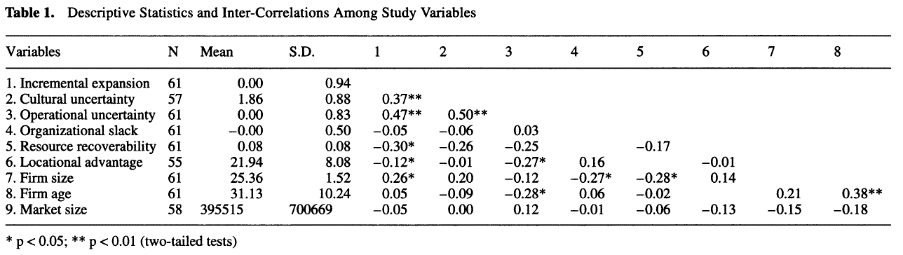 Table 1. Descriptive Statistics and Inter-Correlations Among Study Variables
Variables N Mean S.D. 1 2 3 4 5 6 7 8
1. Incremental expansion 61 0.00 0.94
2. Cultural uncertainty 57 1.86 0.88 0.37**
3. Operational uncertainty 61 0.00 0.83 0.47** 0.50**
4. Organizational slack 61 −0.00 0.50 −0.05 −0.06 0.03
5. Resource recoverability 61 0.08 0.08 −0.30* −0.26 −0.25 −0.17
6. Locational advantage 55 21.94 8.08 −0.12* −0.01 −0.27* 0.16 −0.01
7. Firm size 61 25.36 1.52 0.26* 0.20 −0.12 −0.27* −0.28* 0.14
8. Firm age 61 31.13 10.24 0.05 −0.09 −0.28* 0.06 −0.02 0.21 0.38**
9. Market size 58 395515 700669 −0.05 0.00 0.12 −0.01 −0.06 −0.13 −0.15 −0.18
* p < 0.05; ** p < 0.01 (two-tailed tests)